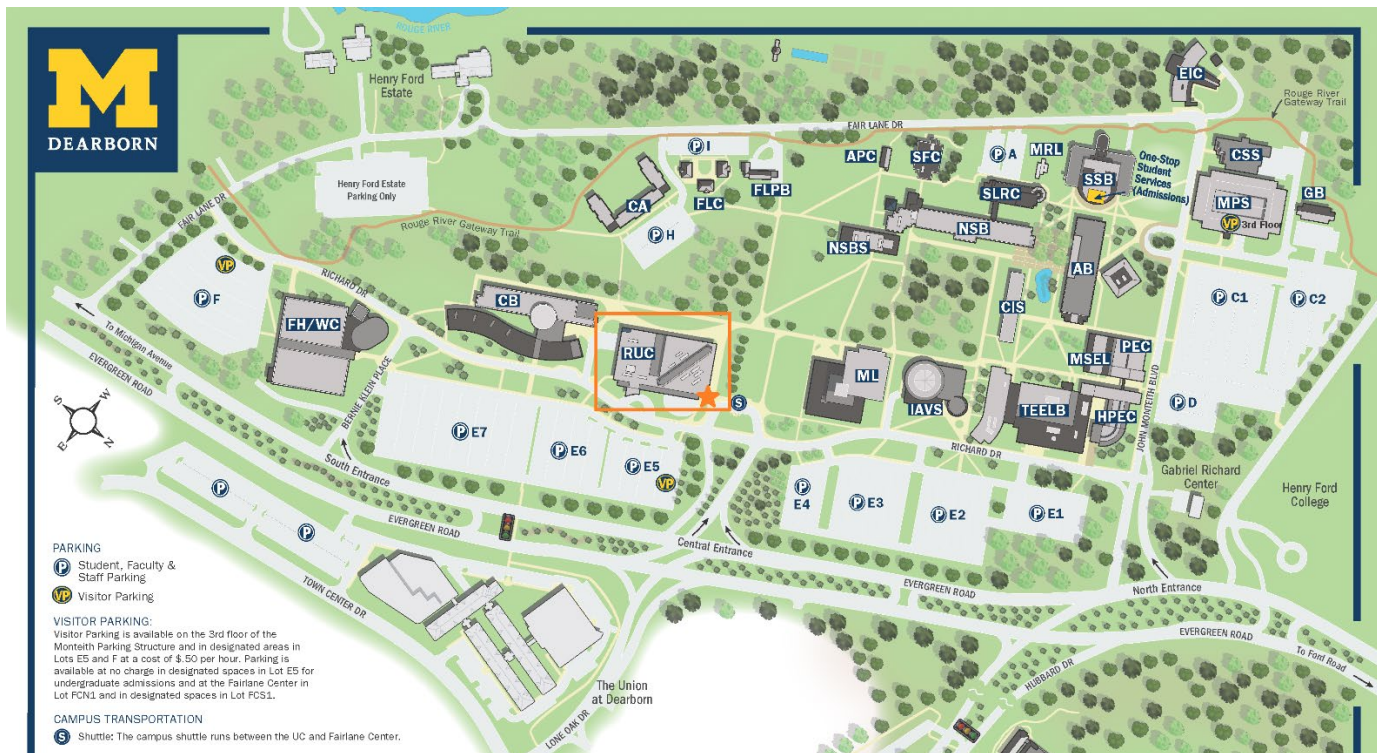 M
DEARBORN
ROUGE RIVER
Henry Ford
Estate
EIC
Rouge River
Gateway Trail
FAIR LANE DR
P I
APC
SFC
P A
MRL
CSS
One-Stop
Student
Services
(Admissions)
SSB
FLPB
FLC
CA
Henry Ford Estate
Parking Only
SLRC
GB
MPS
VP 3rd Floor
FAIR LANE DR
Rouge River Gateway Trail
P H
NSB
NSBS
AB
VP
RICHARD DR
P F
CB
CIS
P C1
P C2
FH/WC
To Michigan Avenue
EVERGREEN ROAD
RUC
MSEL
PEC
ML
JOHN MONTEITH BLVD
BERNIE KLEIN PLACE
S
IAVS
TEELB
HPEC
P D
S
W
E
N
P E7
P E6
P E5
VP
RICHARD DR
South Entrance
Gabriel Richard
Center
Henry Ford
College
P
P
P
E4
P E3
P E2
P E1
EVERGREEN ROAD
Central Entrance
EVERGREEN ROAD
North Entrance
EVERGREEN ROAD
To Ford Road
TOWN CENTER DR
HUBBARD DR
The Union
at Dearborn
LONE OAK DR
PARKING
P Student, Faculty &
Staff Parking
VP Visitor Parking
VISITOR PARKING:
Visitor Parking is available on the 3rd floor of the
Monteith Parking Structure and in designated areas in
Lots E5 and F at a cost of $.50 per hour. Parking is
available at no charge in designated spaces in Lot E5 for
undergraduate admissions and at the Fairlane Center in
Lot FCN1 and in designated spaces in Lot FCS1.
CAMPUS TRANSPORTATION
S Shuttle: The campus shuttle runs between the UC and Fairlane Center.